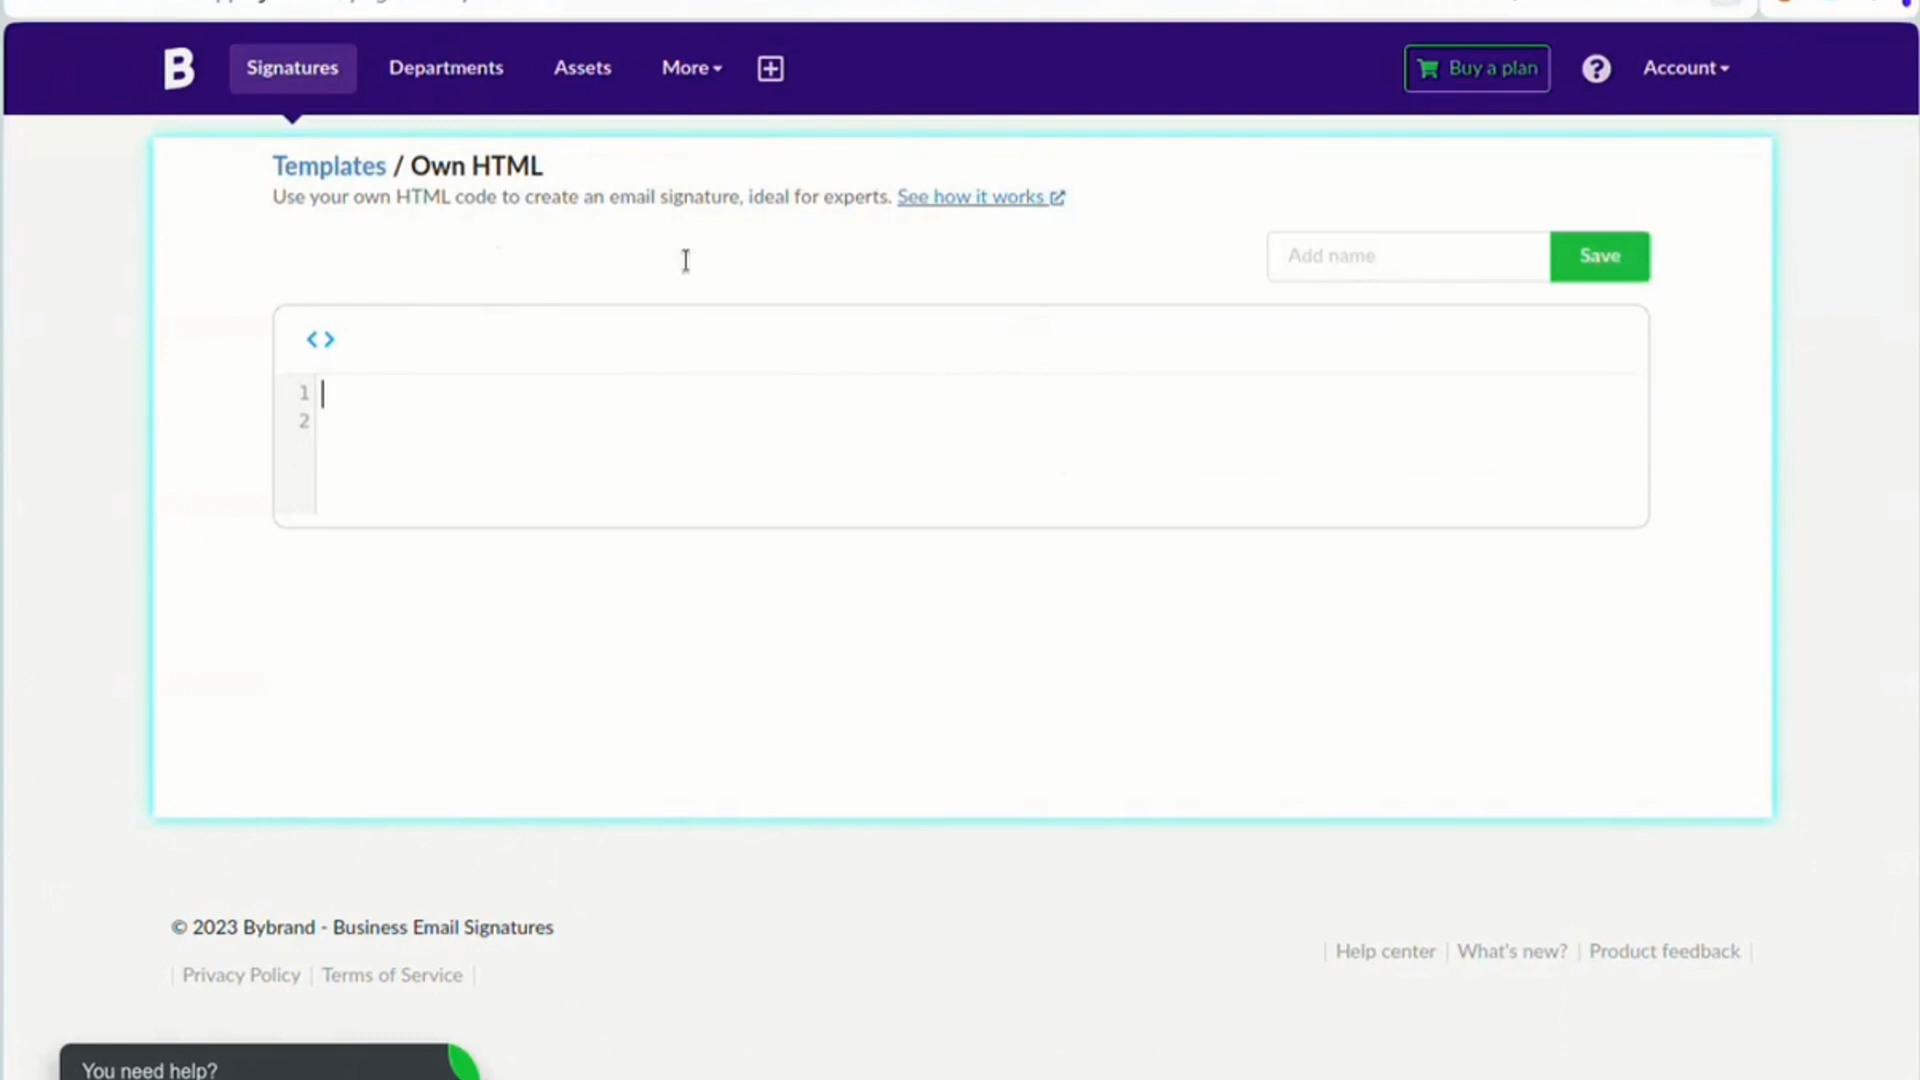 B Signatures Departments Assets More Buy a plan ? Account
Templates / Own HTML
Use your own HTML code to create an email signature, ideal for experts. See how it works
Add name Save
<>
1
2
© 2023 Bybrand - Business Email Signatures
Help center | What's new? | Product feedback |
| Privacy Policy | Terms of Service |
You need help?